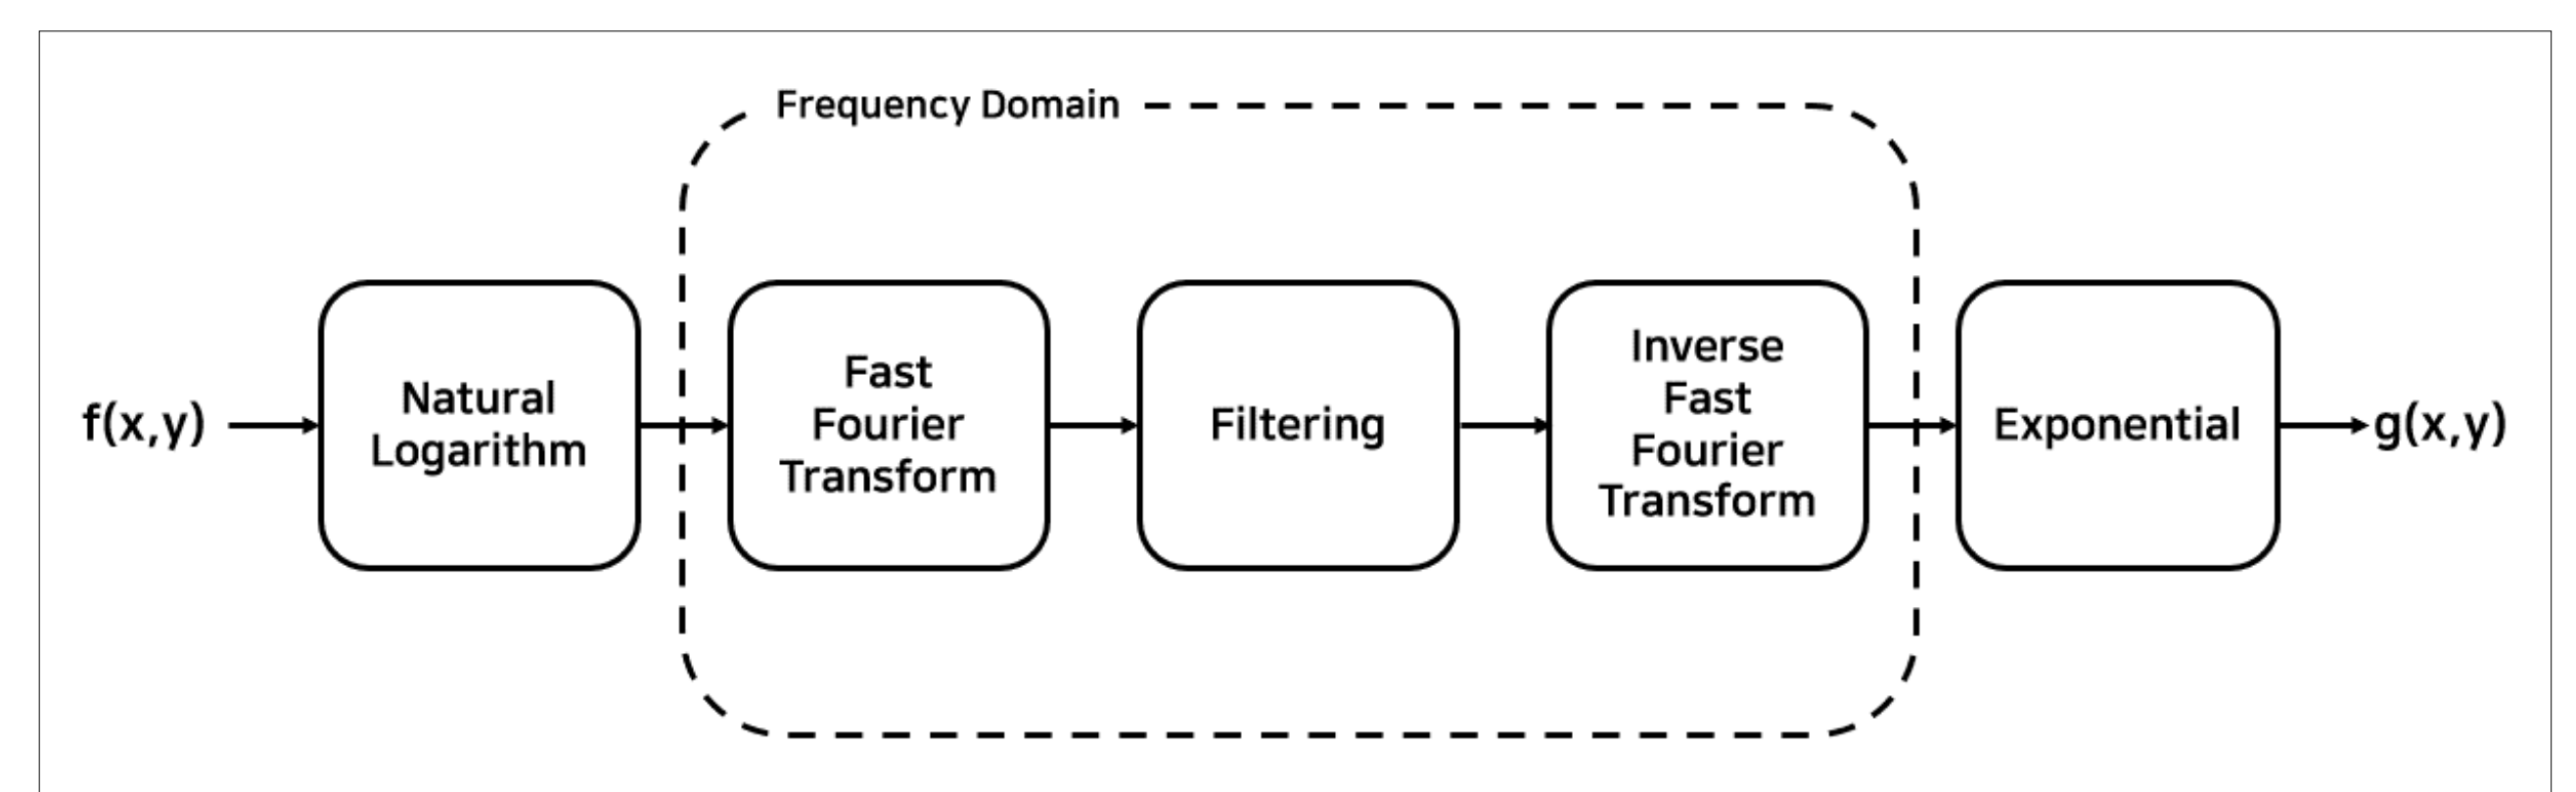 Frequency Domain
f(x,y)
Natural
Logarithm
Fast
Fourier
Transform
Filtering
Inverse
Fast
Fourier
Transform
Exponential
g(x,y)